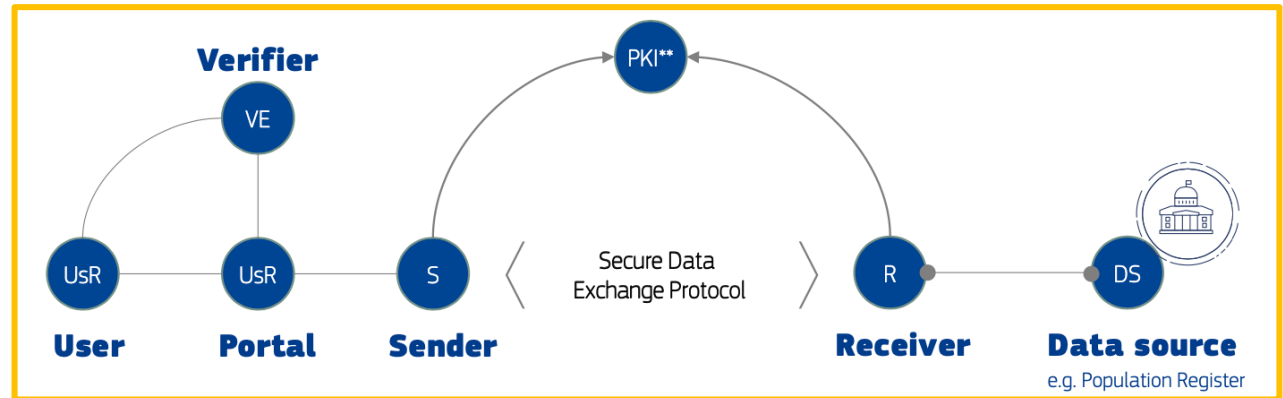 Verifier
VE
PKI**
UsR
UsR
S
Secure Data
Exchange Protocol
R
DS
User
Portal
Sender
Receiver
Data source
e.g. Population Register